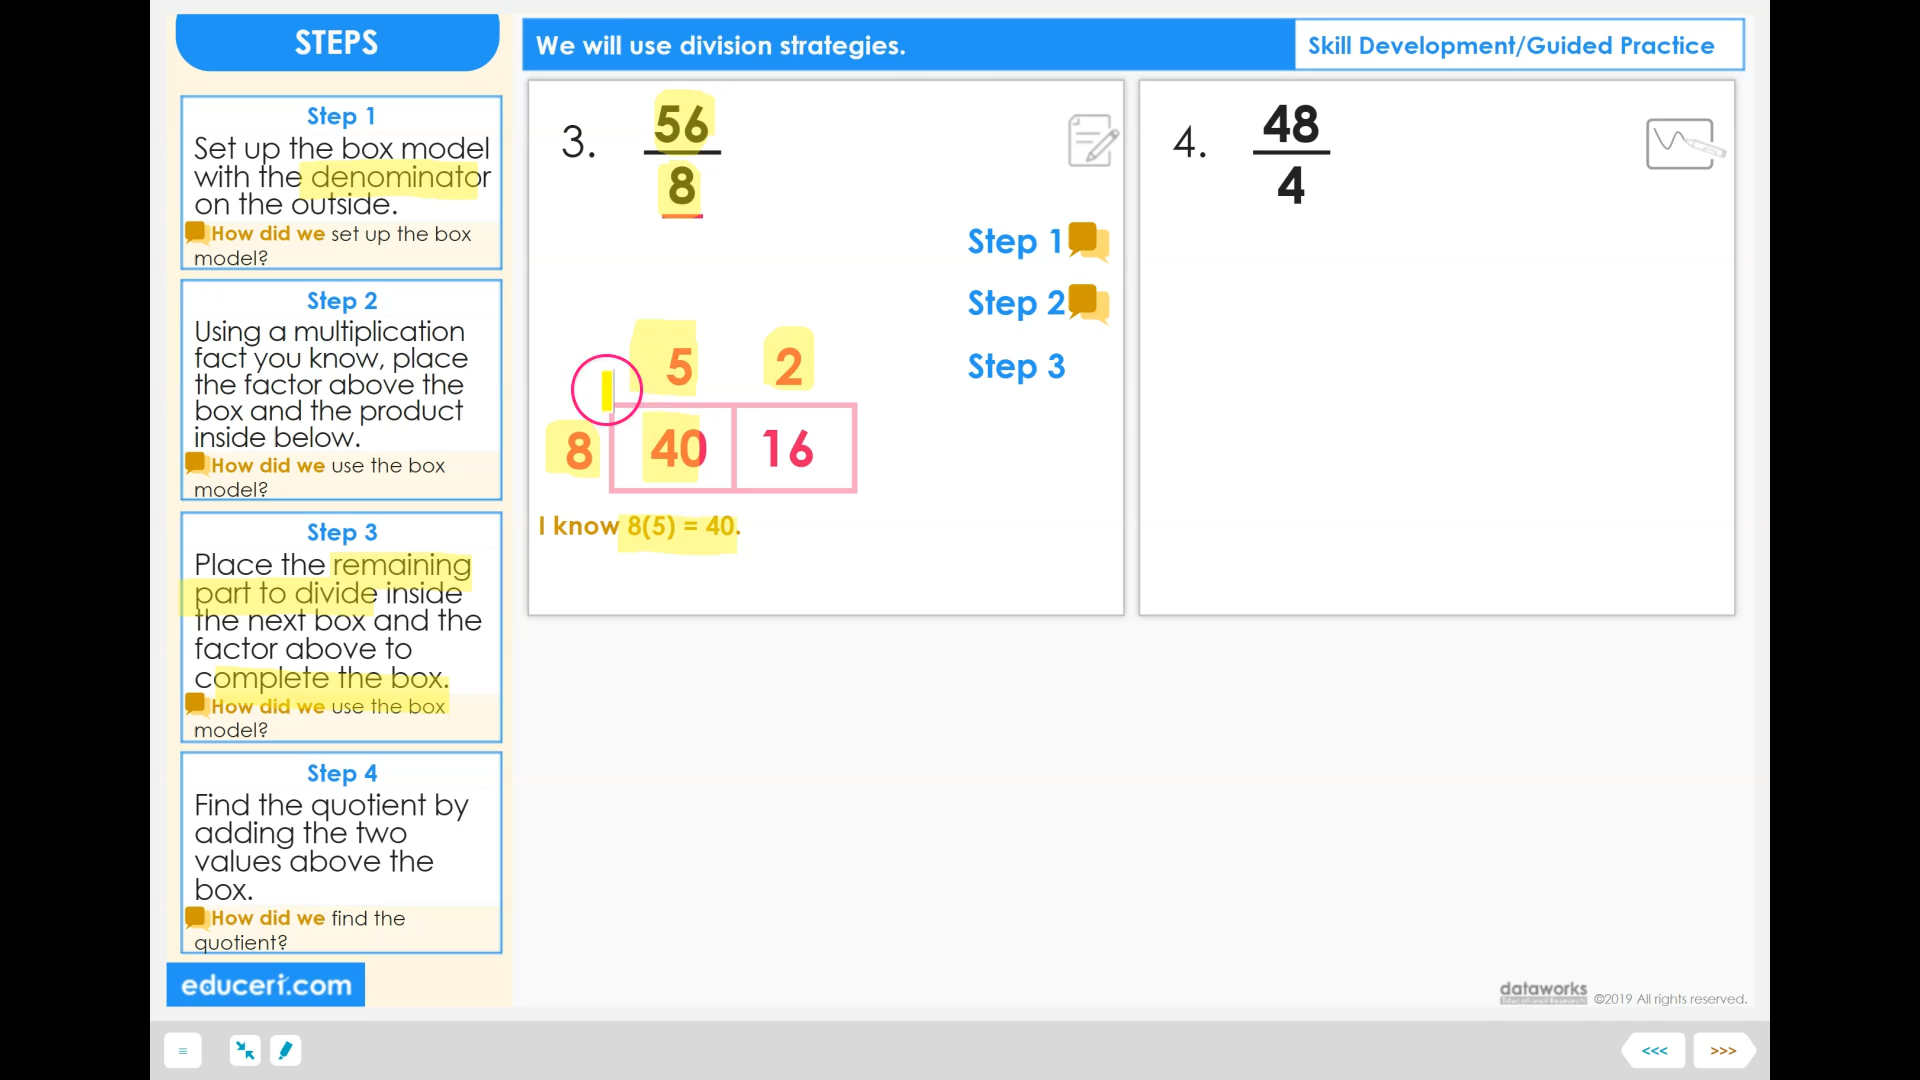 STEPS
Step 1
Set up the box model
with the denominator
on the outside.
How did we set up the box
model?
Step 2
Using a multiplication
fact you know, place
the factor above the
box and the product
inside below.
How did we use the box
model?
Step 3
Place the remaining
part to divide inside
the next box and the
factor above to
complete the box.
How did we use the box
model?
Step 4
Find the quotient by
adding the two
values above the
box.
How did we find the
quotient?
educeri.com
We will use division strategies.
Skill Development/Guided Practice
3.
56
8
Step 1
Step 2
Step 3
5 2
8 40 16
I know 8(5) = 40.
4.
48
4
dataworks
Educational Research
©2019 All rights reserved.
<<<
>>>